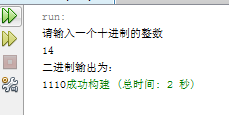 run:
请输入一个十进制的整数
14
二进制输出为:
1110成功构建 (总时间: 2 秒)